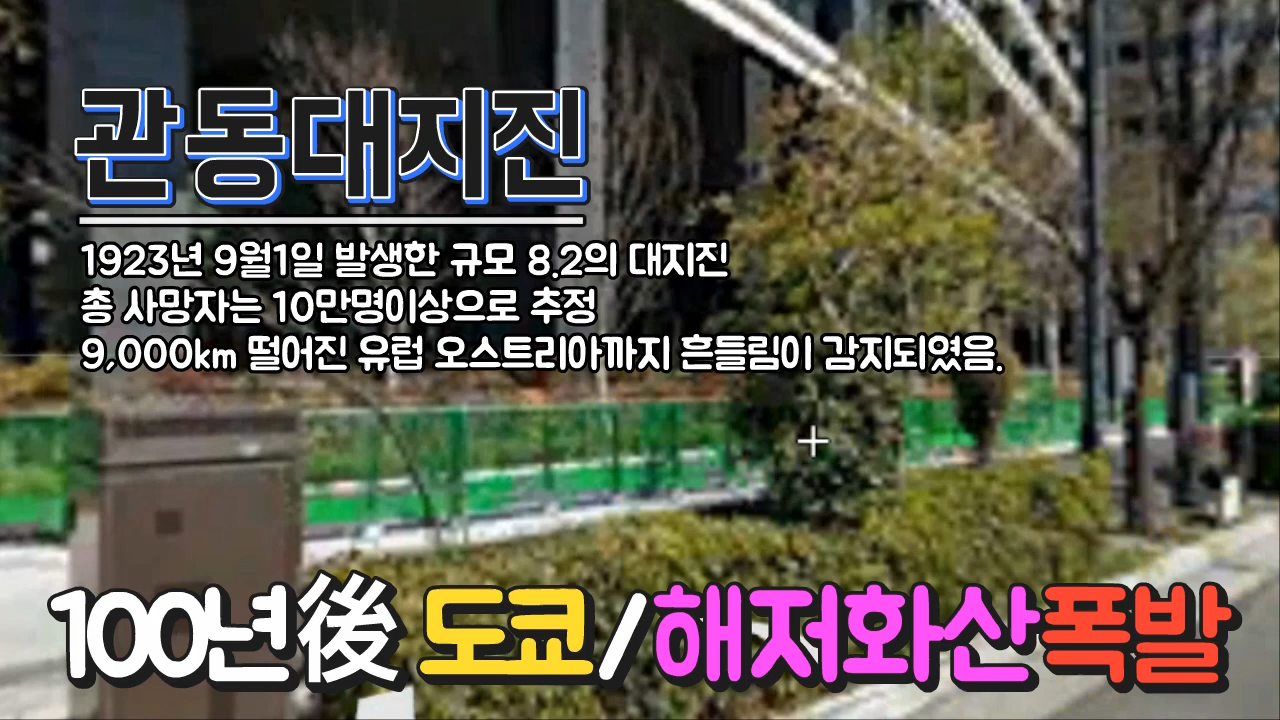 관동대지진
1923년 9월1일 발생한 규모 8.2의 대지진
총 사망자는 10만명이상으로 추정
9,000km 떨어진 유럽 오스트리아까지 흔들림이 감지되였음.
100년後 도쿄/해저화산폭발